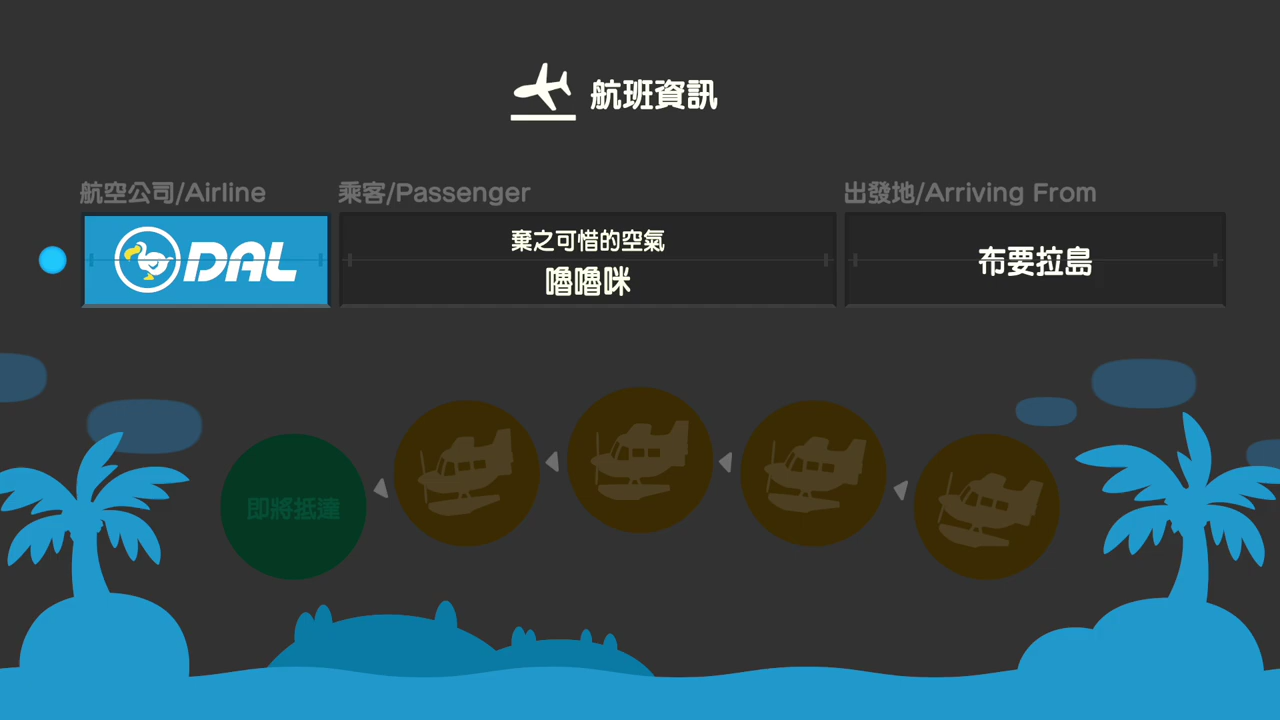 航班資訊
航空公司/Airline
乘客/Passenger
出發地/Arriving From
DAL
棄之可惜的空氣
嚕嚕咪
布要拉島
即將抵達